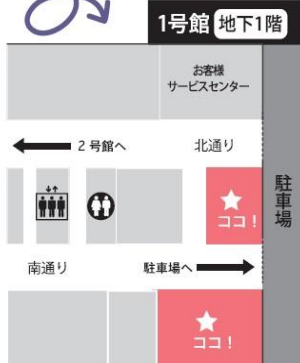 1号館 地下1階
お客様
サービスセンター
2号館へ
北通り
駐車場
ココ！
南通り
駐車場へ
ココ！